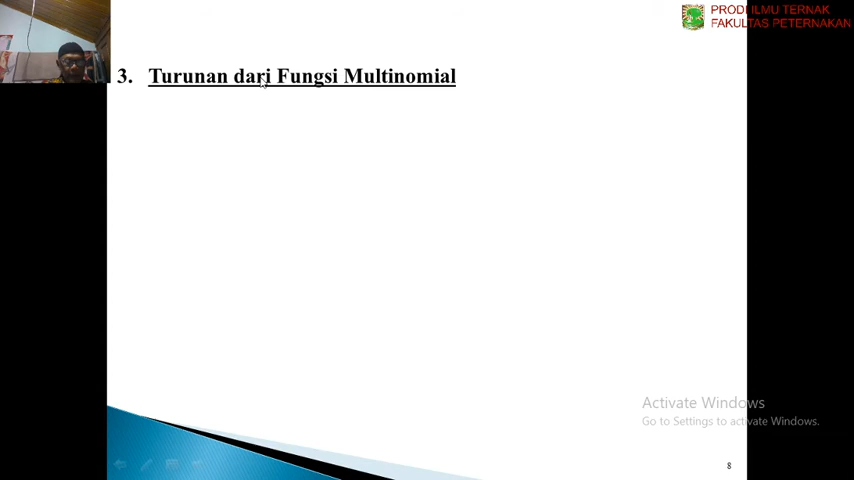 PRODI ILMU TERNAK
FAKULTAS PETERNAKAN
3. Turunan dari Fungsi Multinomial
Activate Windows
Go to Settings to activate Windows.
8